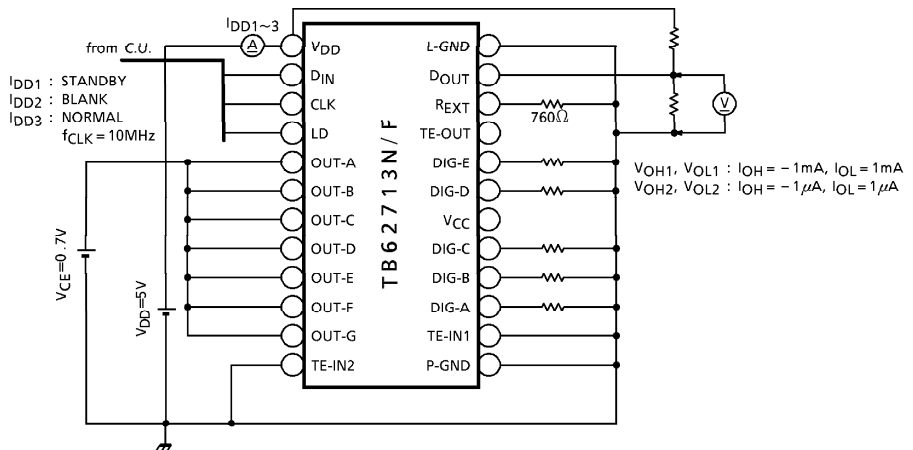 IDD1~3
A
from C.U.
IDD1 : STANDBY
IDD2 : BLANK
IDD3 : NORMAL
fCLK = 10MHz
VDD
DIN
CLK
LD
OUT-A
OUT-B
OUT-C
OUT-D
OUT-E
OUT-F
OUT-G
TE-IN2
TB62713N/F
L-GND
DOUT
REXT
TE-OUT
DIG-E
DIG-D
VCC
DIG-C
DIG-B
DIG-A
TE-IN1
P-GND
760Ω
V
VOH1, VOL1 : IOH = −1mA, IOL = 1mA
VOH2, VOL2 : IOH = −1μA, IOL = 1μA
VCE=0.7V
VDD=5V